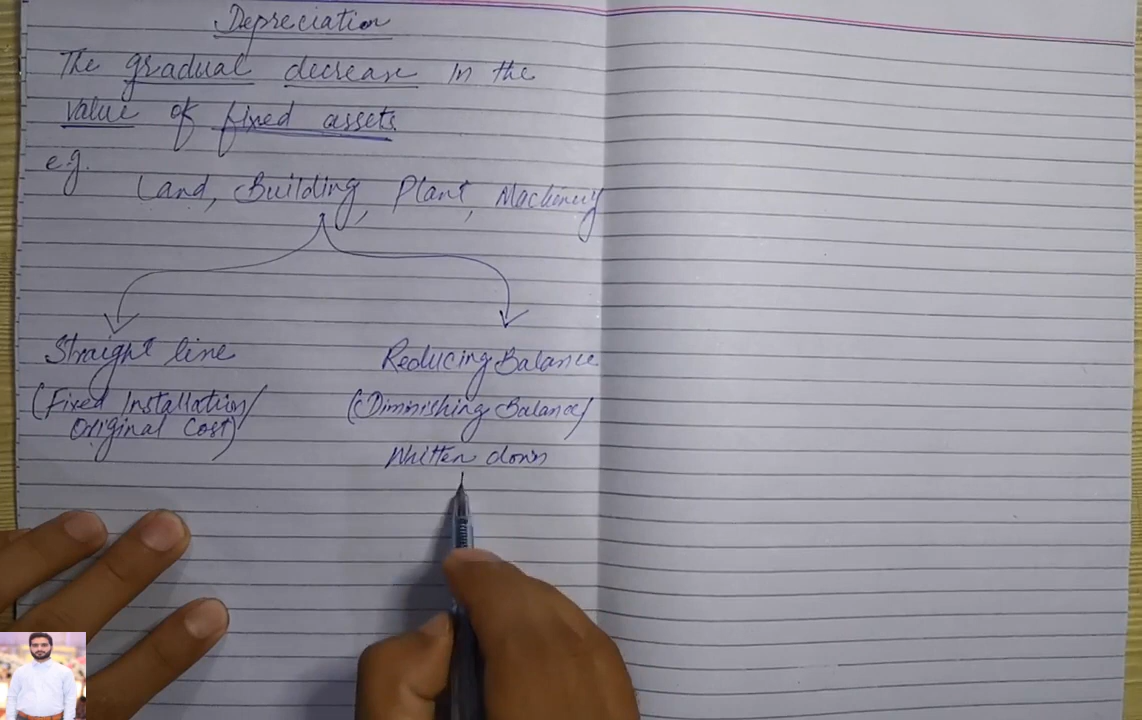 Depreciation
The gradual decrease in the
value of fixed assets.
e.g.
Land, Building, Plant, Machinery
Straight line
Reducing Balance
(Fixed Installation/
Original Cost)
(Diminishing Balance/
Written down